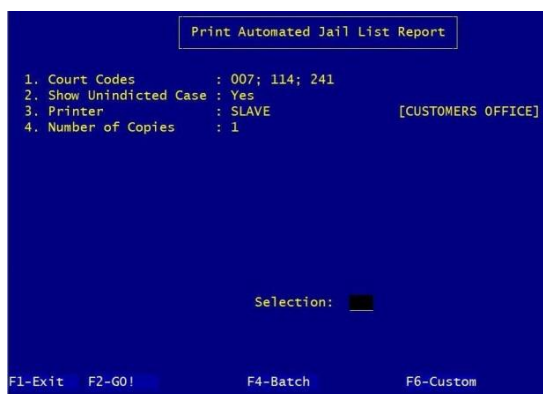 Print Automated Jail List Report
1. Court Codes : 007; 114; 241
2. Show Unindicted Case : Yes
3. Printer : SLAVE [CUSTOMERS OFFICE]
4. Number of Copies : 1
Selection:
F1-Exit F2-GO! F4-Batch F6-Custom